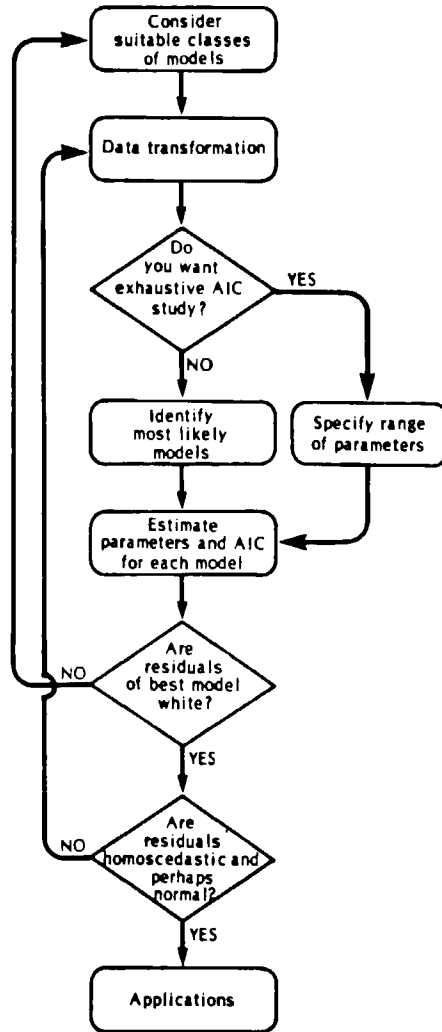 Consider
suitable classes
of models
Data transformation
Do
you want
exhaustive AIC
study?
YES
NO
Identify
most likely
models
Specify range
of parameters
Estimate
parameters and AIC
for each model
Are
residuals
of best model
white?
NO
YES
Are
residuals
homoscedastic and
perhaps
normal?
NO
YES
Applications